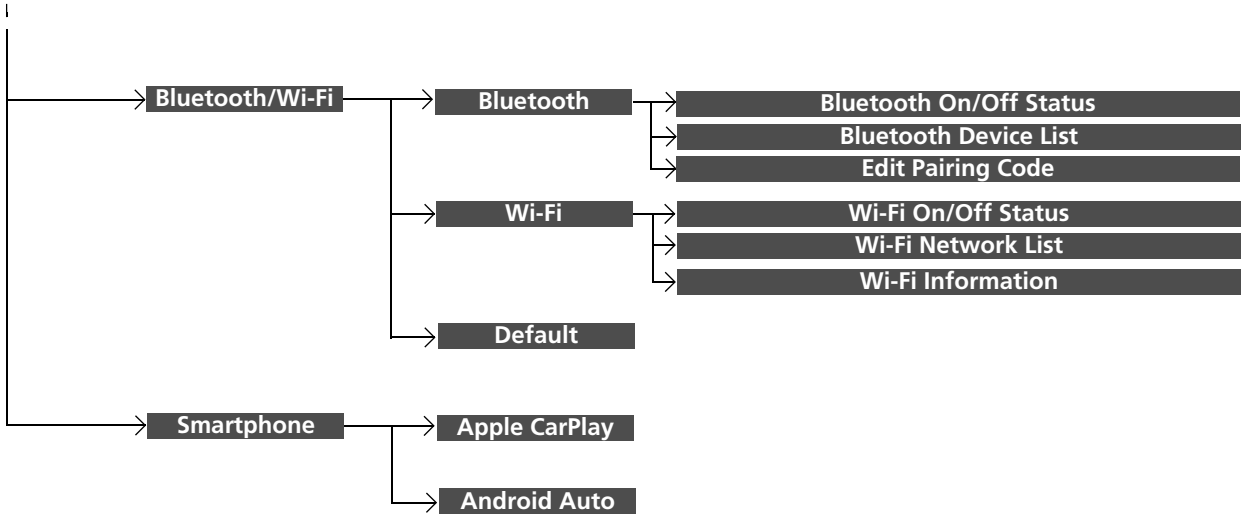 Bluetooth/Wi-Fi
Bluetooth
Bluetooth On/Off Status
Bluetooth Device List
Edit Pairing Code
Wi-Fi
Wi-Fi On/Off Status
Wi-Fi Network List
Wi-Fi Information
Default
Smartphone
Apple CarPlay
Android Auto